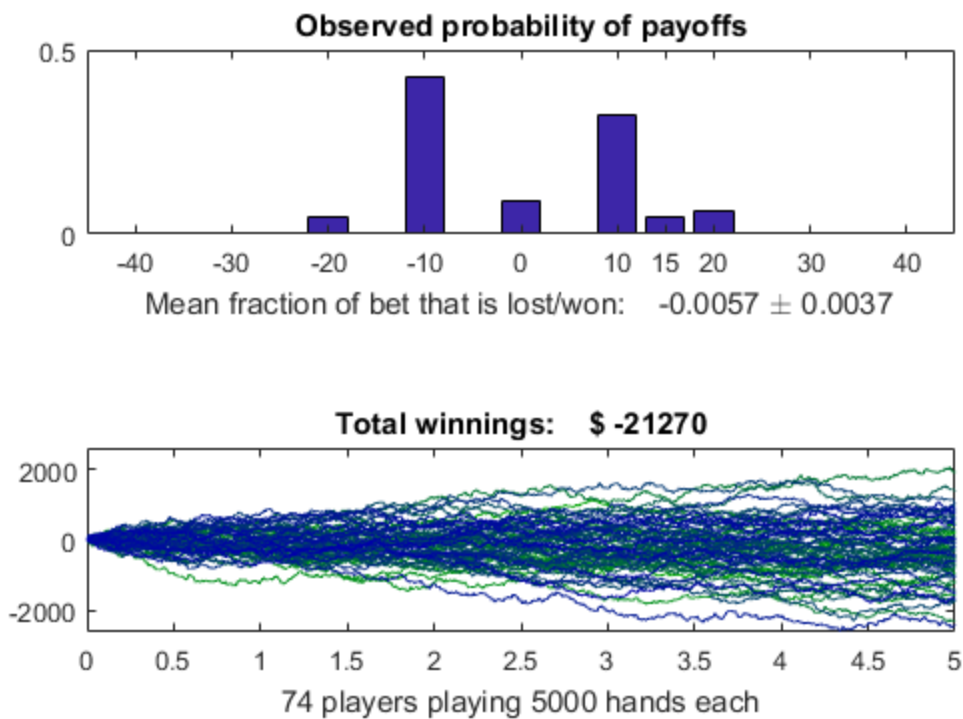 Observed probability of payoffs
0.5
0
-40 -30 -20 -10 0 10 15 20 30 40
Mean fraction of bet that is lost/won: -0.0057 ± 0.0037
Total winnings: $ -21270
2000
0
-2000
0 0.5 1 1.5 2 2.5 3 3.5 4 4.5 5
74 players playing 5000 hands each